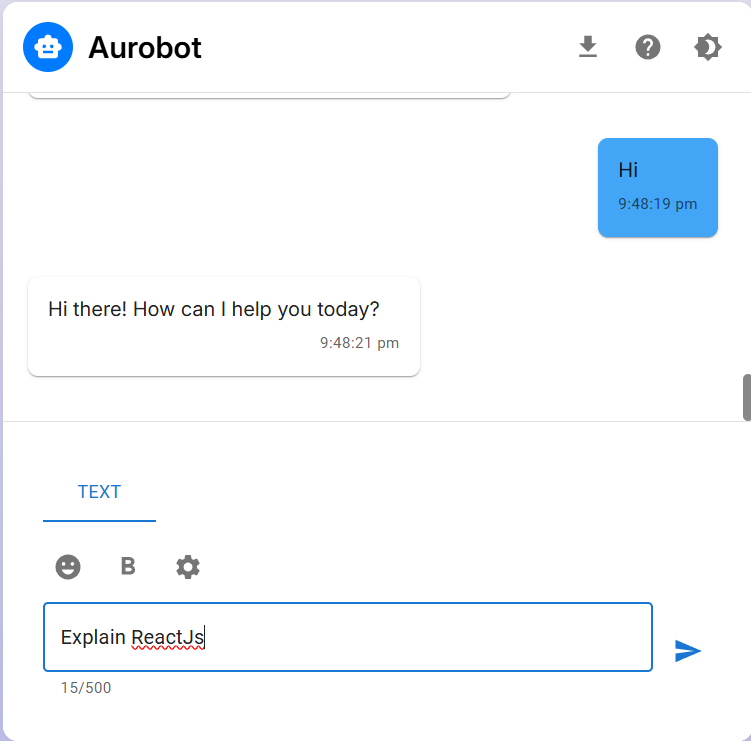 Aurobot
Hi
9:48:19 pm
Hi there! How can I help you today?
9:48:21 pm
TEXT
B
Explain ReactJs
15/500